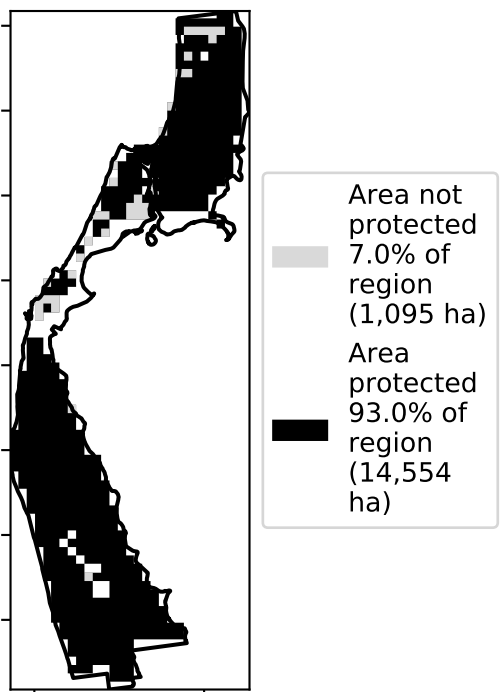 Area not
protected
7.0% of
region
(1,095 ha)
Area
protected
93.0% of
region
(14,554
ha)